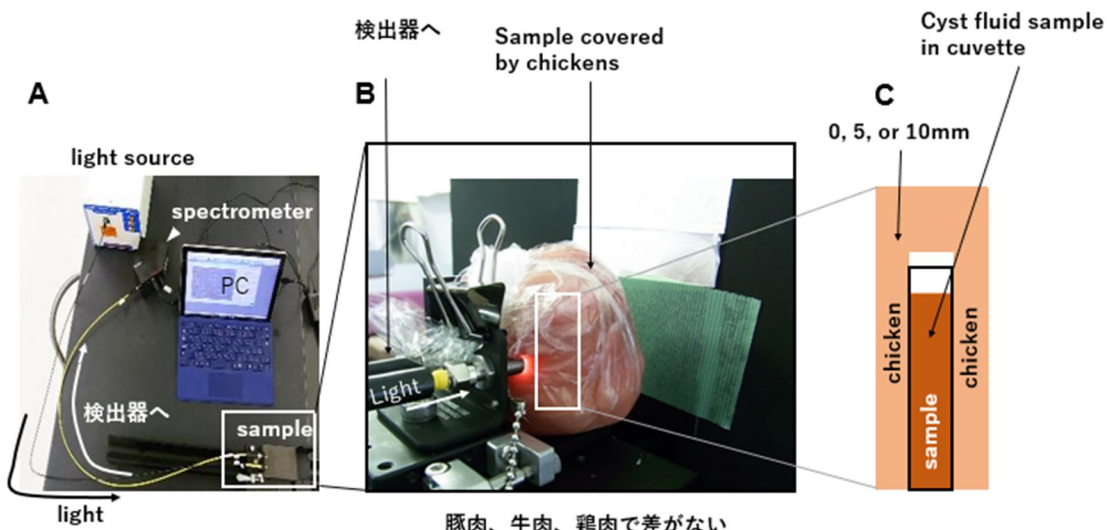 A
light source
spectrometer
PC
検出器へ
sample
light
B
検出器へ
Sample covered
by chickens
Light
豚肉、牛肉、鶏肉で差がない
C
Cyst fluid sample
in cuvette
0, 5, or 10mm
chicken
sample
chicken